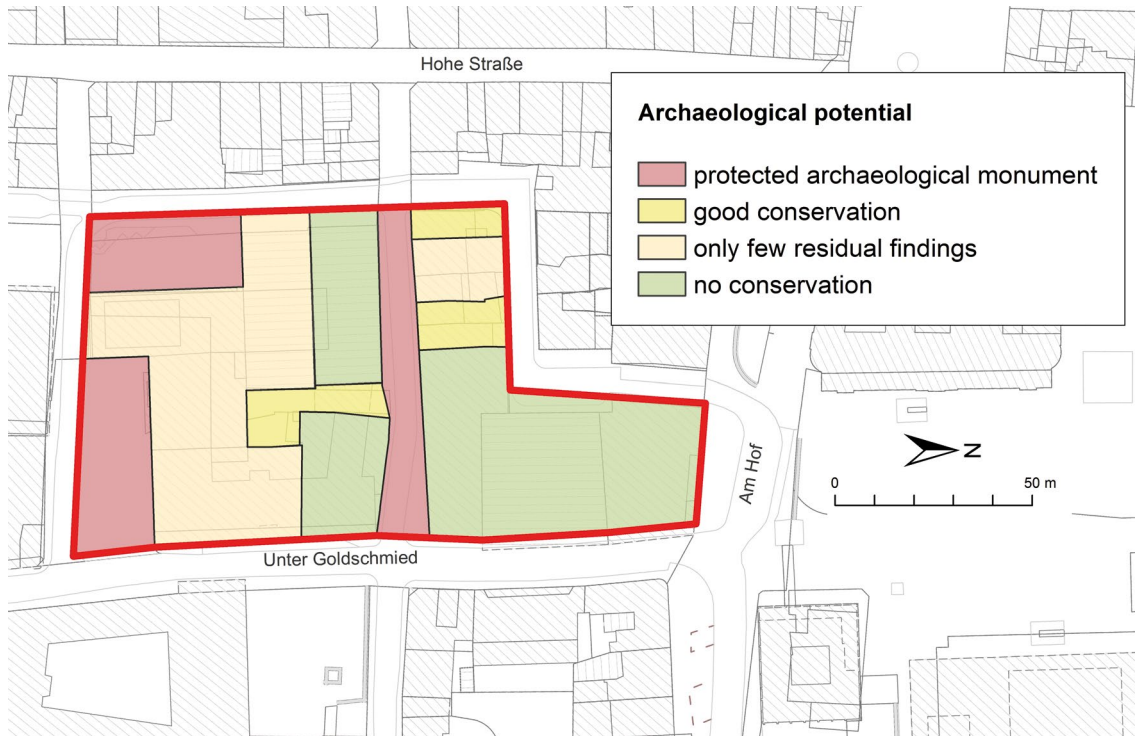 Hohe Straße
Archaeological potential
protected archaeological monument
good conservation
only few residual findings
no conservation
N
0 50 m
Am Hof
Unter Goldschmied